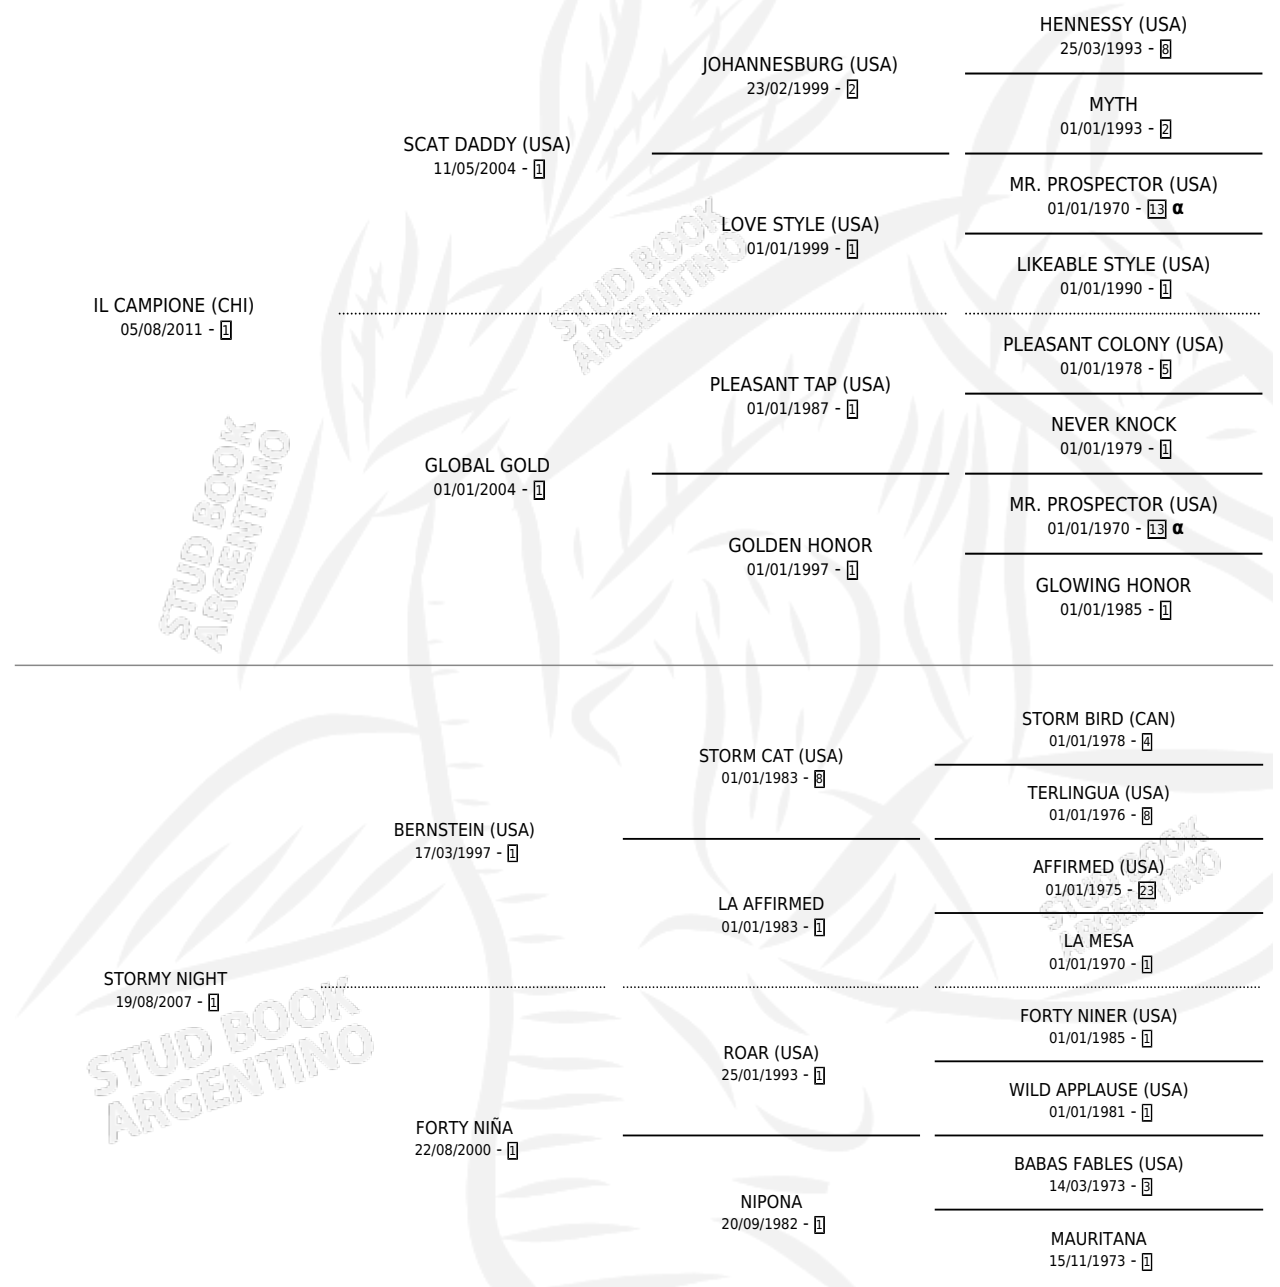 HENNESSY (USA)
25/03/1993 - 8
JOHANNESBURG (USA)
23/02/1999 - 2
MYTH
01/01/1993 - 2
SCAT DADDY (USA)
11/05/2004 - 1
MR. PROSPECTOR (USA)
01/01/1970 - 13 α
LOVE STYLE (USA)
01/01/1999 - 1
LIKEABLE STYLE (USA)
01/01/1990 - 1
IL CAMPIONE (CHI)
05/08/2011 - 1
PLEASANT COLONY (USA)
01/01/1978 - 5
PLEASANT TAP (USA)
01/01/1987 - 1
NEVER KNOCK
01/01/1979 - 1
GLOBAL GOLD
01/01/2004 - 1
MR. PROSPECTOR (USA)
01/01/1970 - 13 α
GOLDEN HONOR
01/01/1997 - 1
GLOWING HONOR
01/01/1985 - 1
STORM BIRD (CAN)
01/01/1978 - 4
STORM CAT (USA)
01/01/1983 - 8
TERLINGUA (USA)
01/01/1976 - 8
BERNSTEIN (USA)
17/03/1997 - 1
AFFIRMED (USA)
01/01/1975 - 23
LA AFFIRMED
01/01/1983 - 1
LA MESA
01/01/1970 - 1
STORMY NIGHT
19/08/2007 - 1
FORTY NINER (USA)
01/01/1985 - 1
ROAR (USA)
25/01/1993 - 1
WILD APPLAUSE (USA)
01/01/1981 - 1
FORTY NIÑA
22/08/2000 - 1
BABAS FABLES (USA)
14/03/1973 - 3
NIPONA
20/09/1982 - 1
MAURITANA
15/11/1973 - 1
STUD BOOK
ARGENTINO
STUD BOOK
ARGENTINO
STUD BOOK
ARGENTINO
STUD BOOK
ARGENTINO